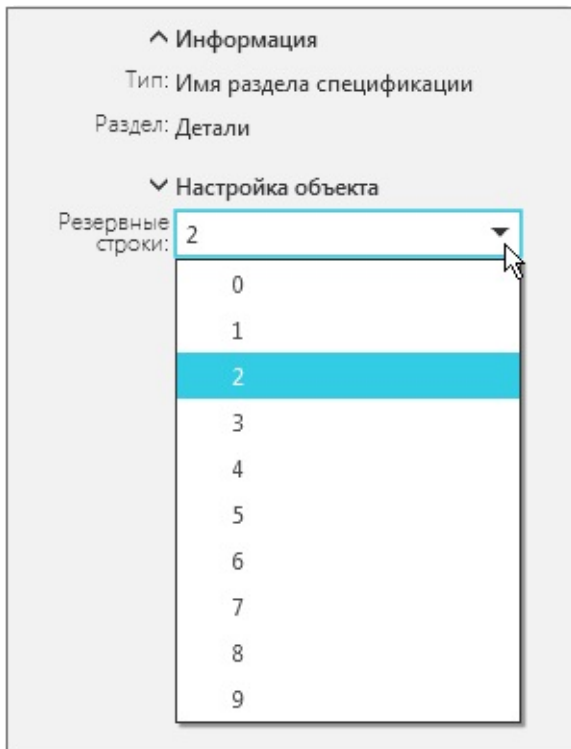 Информация
Тип: Имя раздела спецификации
Раздел: Детали
Настройка объекта
Резервные
строки: 2
0
1
2
3
4
5
6
7
8
9